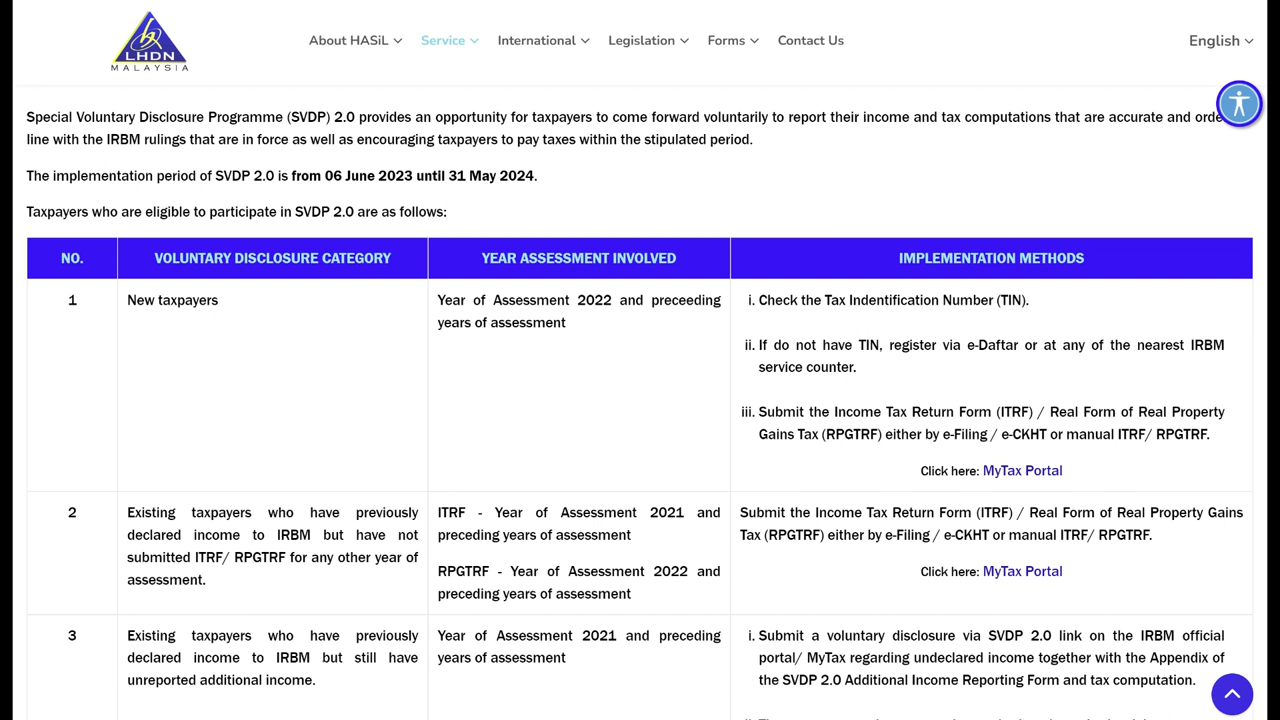 LHDN
MALAYSIA
About HASiL
Service
International
Legislation
Forms
Contact Us
English
Special Voluntary Disclosure Programme (SVDP) 2.0 provides an opportunity for taxpayers to come forward voluntarily to report their income and tax computations that are accurate and
line with the IRBM rulings that are in force as well as encouraging taxpayers to pay taxes within the stipulated period.
The implementation period of SVDP 2.0 is from 06 June 2023 until 31 May 2024.
Taxpayers who are eligible to participate in SVDP 2.0 are as follows:
NO.
VOLUNTARY DISCLOSURE CATEGORY
YEAR ASSESSMENT INVOLVED
IMPLEMENTATION METHODS
1
New taxpayers
Year of Assessment 2022 and preceeding
years of assessment
i. Check the Tax Indentification Number (TIN).
ii. If do not have TIN, register via e-Daftar or at any of the nearest IRBM
service counter.
iii. Submit the Income Tax Return Form (ITRF) / Real Form of Real Property
Gains Tax (RPGTRF) either by e-Filing / e-CKHT or manual ITRF/ RPGTRF.
Click here: MyTax Portal
2
Existing taxpayers who have previously
declared income to IRBM but have not
submitted ITRF/ RPGTRF for any other year of
assessment.
ITRF - Year of Assessment 2021 and
preceding years of assessment
RPGTRF - Year of Assessment 2022 and
preceding years of assessment
Submit the Income Tax Return Form (ITRF) / Real Form of Real Property Gains
Tax (RPGTRF) either by e-Filing / e-CKHT or manual ITRF/ RPGTRF.
Click here: MyTax Portal
3
Existing taxpayers who have previously
declared income to IRBM but still have
unreported additional income.
Year of Assessment 2021 and preceding
years of assessment
i. Submit a voluntary disclosure via SVDP 2.0 link on the IRBM official
portal/ MyTax regarding undeclared income together with the Appendix of
the SVDP 2.0 Additional Income Reporting Form and tax computation.